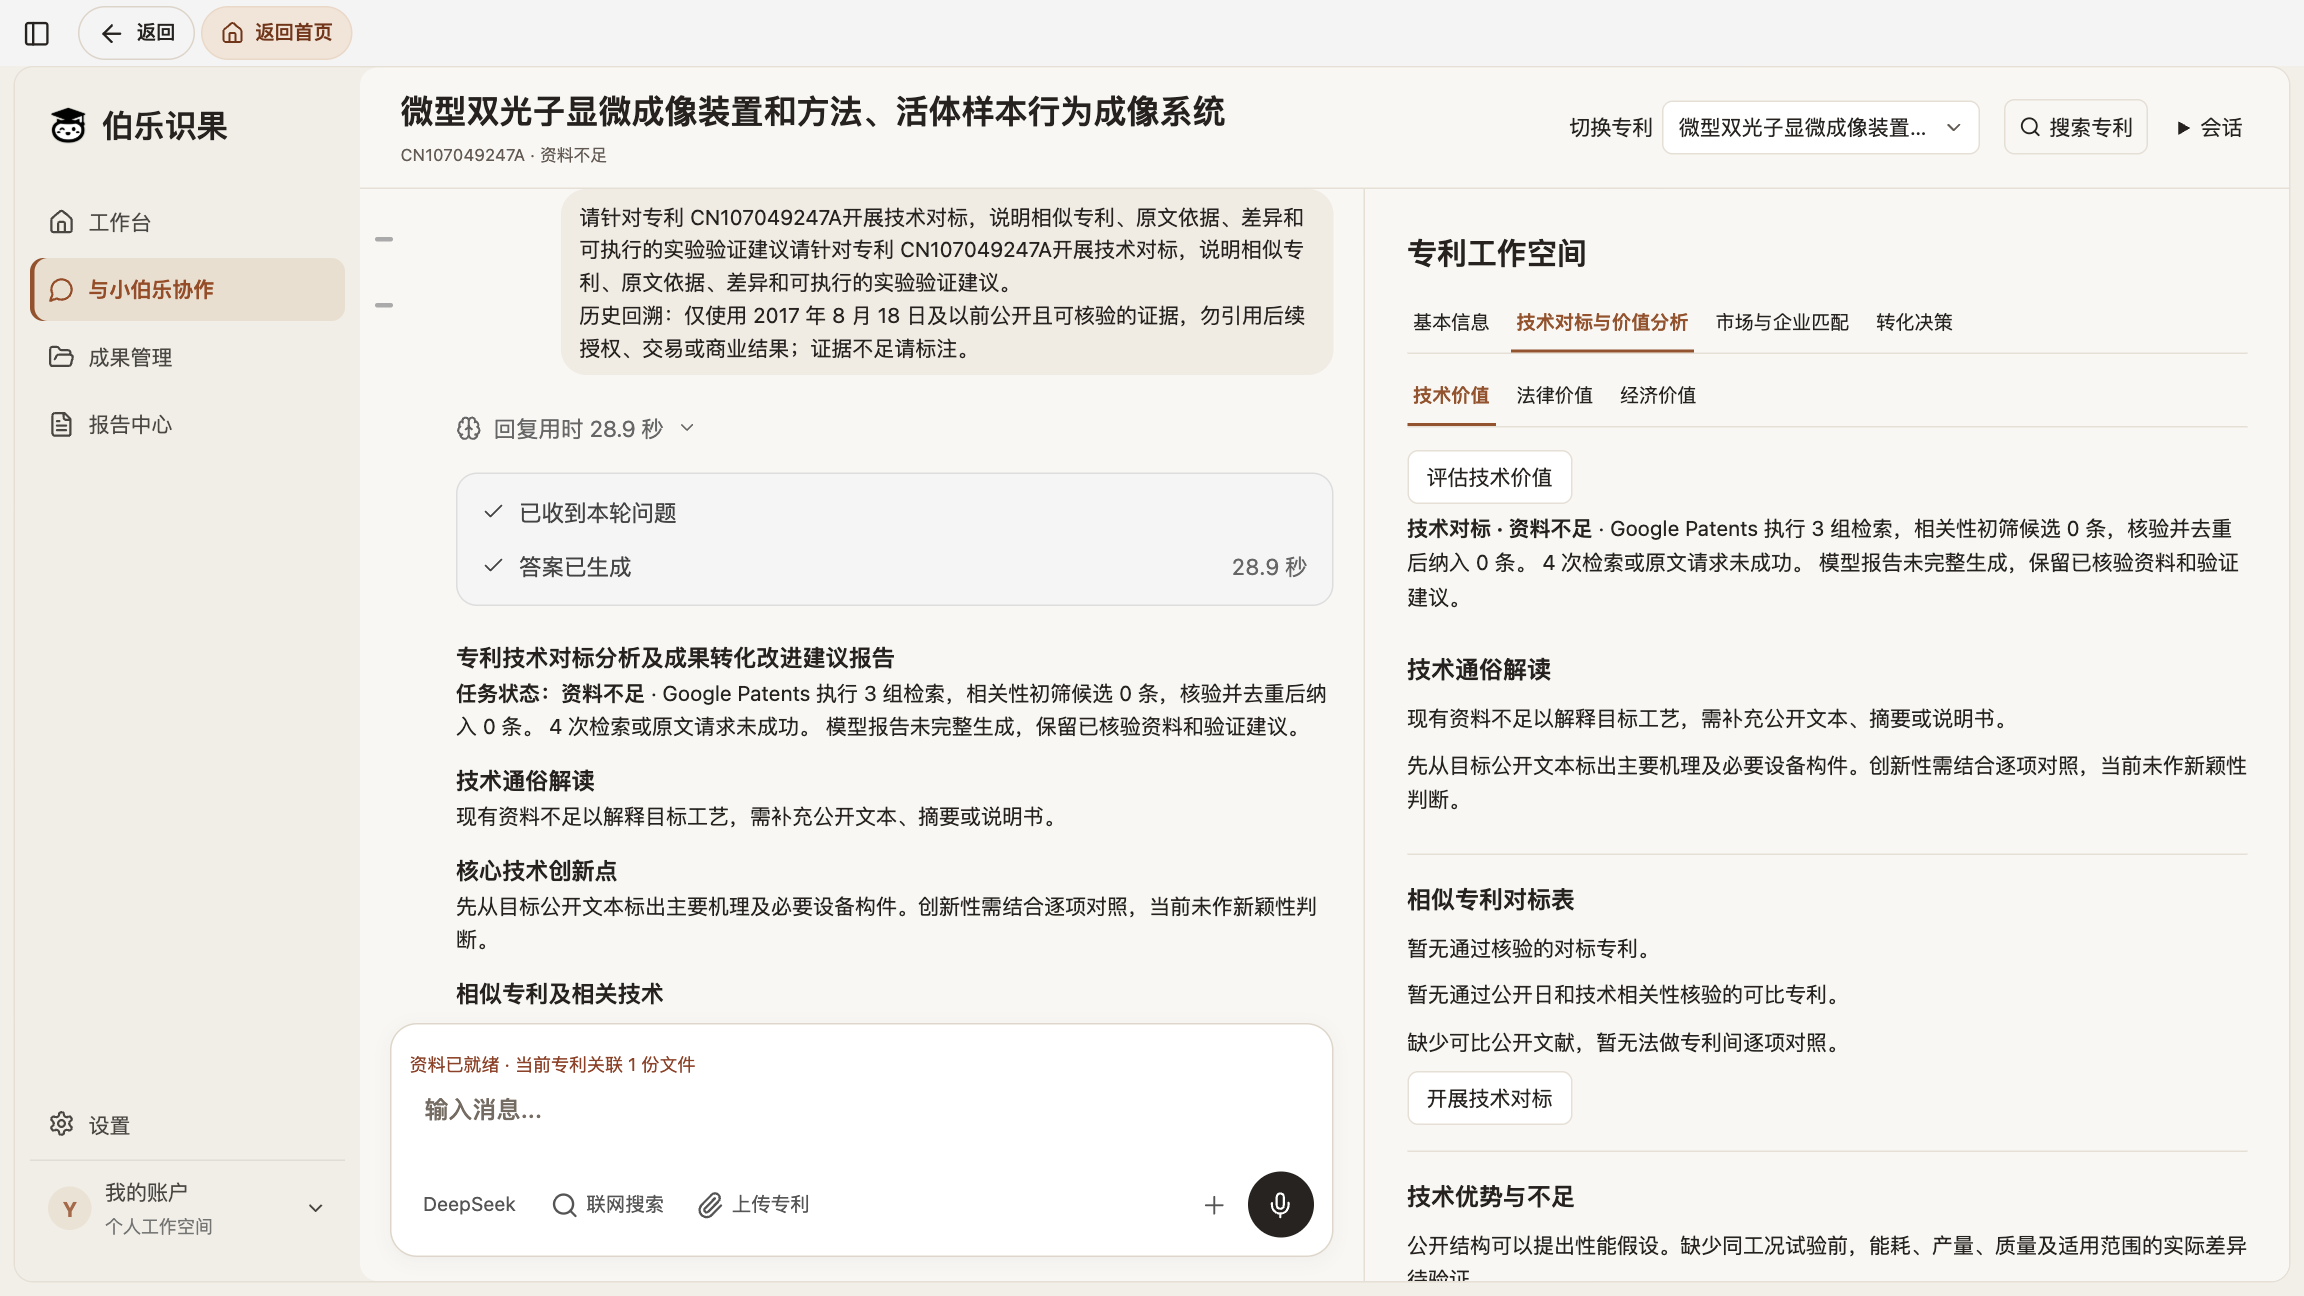 返回
返回首页
伯乐识果
工作台
与小伯乐协作
成果管理
报告中心
设置
Y
我的账户
个人工作空间
微型双光子显微成像装置和方法、活体样本行为成像系统
CN107049247A · 资料不足
切换专利
微型双光子显微成像装置...
搜索专利
会话
请针对专利 CN107049247A开展技术对标，说明相似专利、原文依据、差异和
可执行的实验验证建议请针对专利 CN107049247A开展技术对标，说明相似专
利、原文依据、差异和可执行的实验验证建议。
历史回溯：仅使用 2017 年 8 月 18 日及以前公开且可核验的证据，勿引用后续
授权、交易或商业结果；证据不足请标注。
回复用时 28.9 秒
已收到本轮问题
答案已生成
28.9 秒
专利技术对标分析及成果转化改进建议报告
任务状态：资料不足 · Google Patents 执行 3 组检索，相关性初筛候选 0 条，核验并去重后纳
入 0 条。 4 次检索或原文请求未成功。 模型报告未完整生成，保留已核验资料和验证建议。
技术通俗解读
现有资料不足以解释目标工艺，需补充公开文本、摘要或说明书。
核心技术创新点
先从目标公开文本标出主要机理及必要设备构件。创新性需结合逐项对照，当前未作新颖性判
断。
相似专利及相关技术
资料已就绪 · 当前专利关联 1 份文件
输入消息...
DeepSeek
联网搜索
上传专利
专利工作空间
基本信息
技术对标与价值分析
市场与企业匹配
转化决策
技术价值
法律价值
经济价值
评估技术价值
技术对标 · 资料不足 · Google Patents 执行 3 组检索，相关性初筛候选 0 条，核验并去重
后纳入 0 条。 4 次检索或原文请求未成功。 模型报告未完整生成，保留已核验资料和验证
建议。
技术通俗解读
现有资料不足以解释目标工艺，需补充公开文本、摘要或说明书。
先从目标公开文本标出主要机理及必要设备构件。创新性需结合逐项对照，当前未作新颖性
判断。
相似专利对标表
暂无通过核验的对标专利。
暂无通过公开日和技术相关性核验的可比专利。
缺少可比公开文献，暂无法做专利间逐项对照。
开展技术对标
技术优势与不足
公开结构可以提出性能假设。缺少同工况试验前，能耗、产量、质量及适用范围的实际差异
待验证